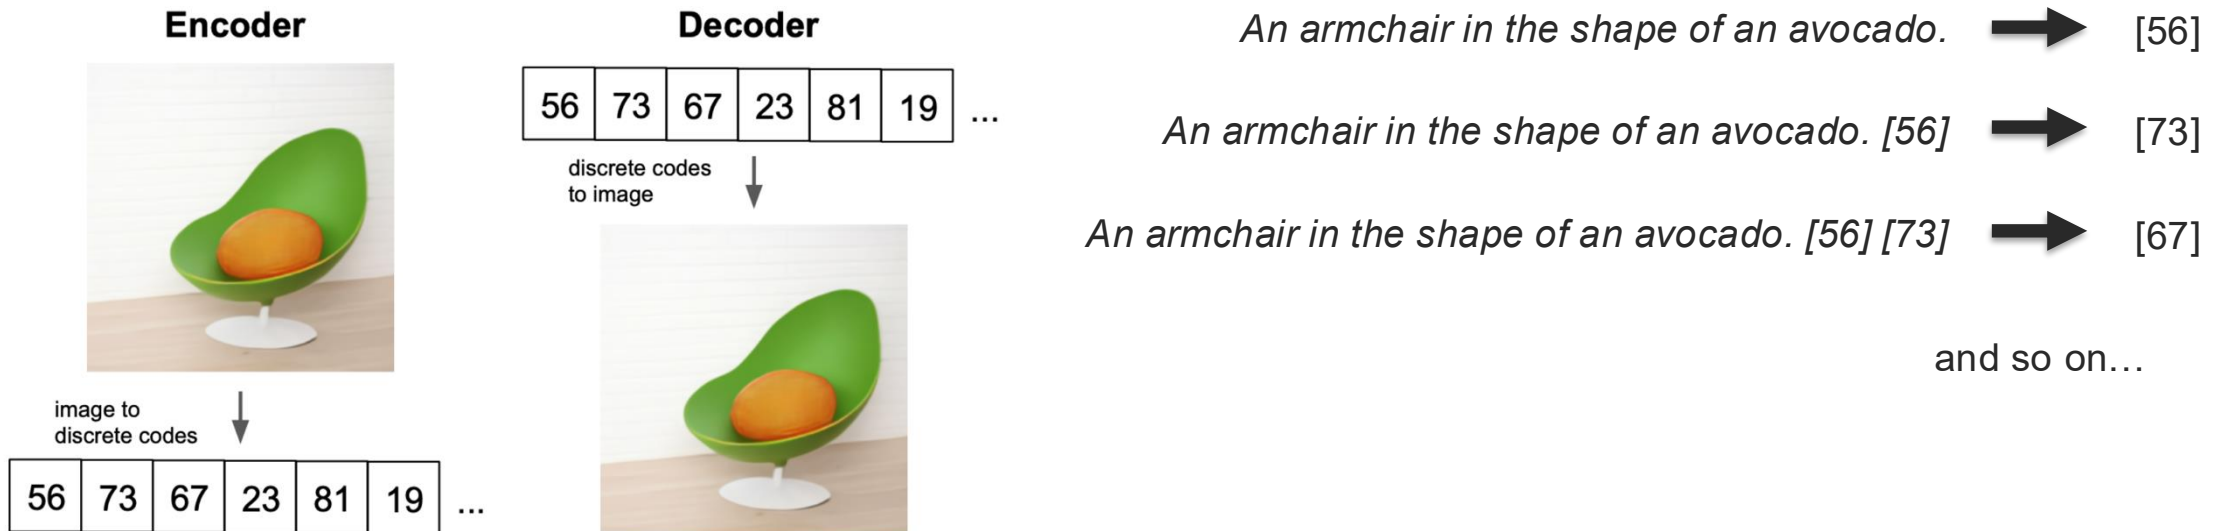 Encoder
image to
discrete codes
56 73 67 23 81 19 ...
Decoder
56 73 67 23 81 19 ...
discrete codes
to image
An armchair in the shape of an avocado. [56]
An armchair in the shape of an avocado. [56] [73]
An armchair in the shape of an avocado. [56] [73] [67]
and so on…